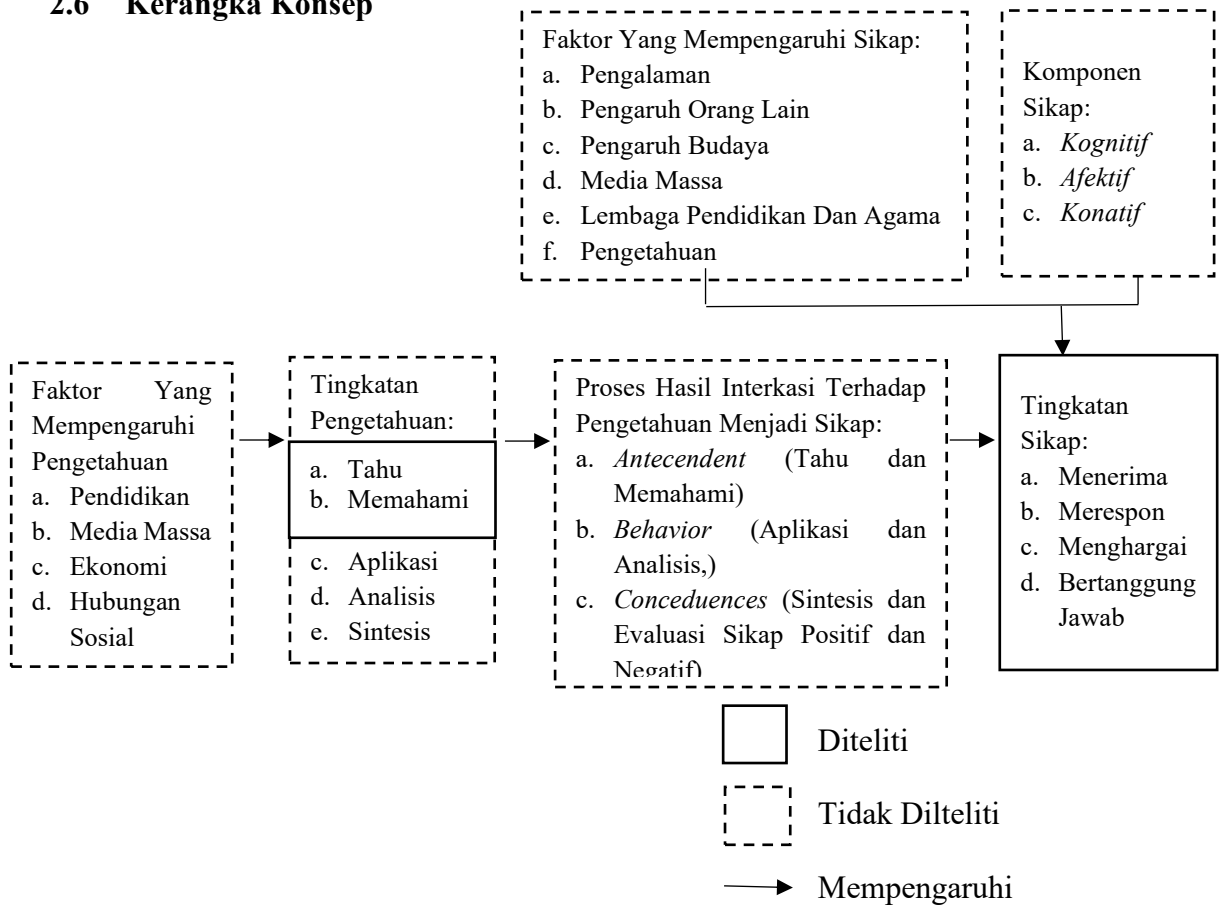 2.6 Kerangka Konsep
Faktor Yang Mempengaruhi Sikap:
a. Pengalaman
b. Pengaruh Orang Lain
c. Pengaruh Budaya
d. Media Massa
e. Lembaga Pendidikan Dan Agama
f. Pengetahuan
Komponen
Sikap:
a. Kognitif
b. Afektif
c. Konatif
Faktor Yang
Mempengaruhi
Pengetahuan
a. Pendidikan
b. Media Massa
c. Ekonomi
d. Hubungan
Sosial
Tingkatan
Pengetahuan:
a. Tahu
b. Memahami
c. Aplikasi
d. Analisis
e. Sintesis
Proses Hasil Interkasi Terhadap
Pengetahuan Menjadi Sikap:
a. Antecendent (Tahu dan
Memahami)
b. Behavior (Aplikasi dan
Analisis,)
c. Conceduences (Sintesis dan
Evaluasi Sikap Positif dan
Negatif)
Tingkatan
Sikap:
a. Menerima
b. Merespon
c. Menghargai
d. Bertanggung
Jawab
Diteliti
Tidak Dilteliti
Mempengaruhi